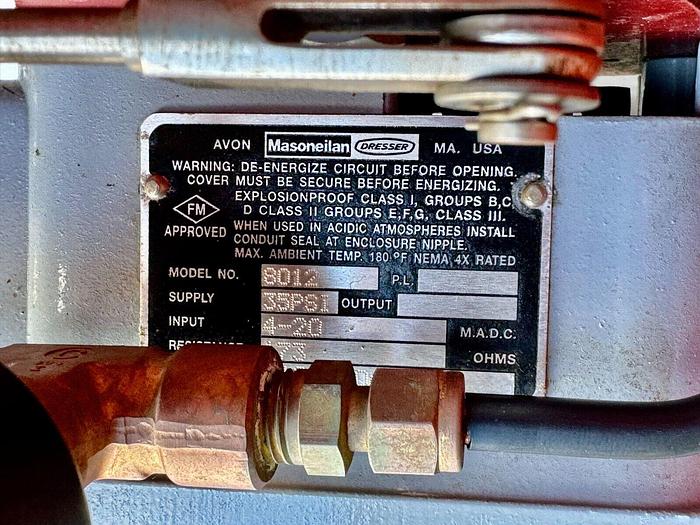 AVON Masoneilan DRESSER MA. USA
WARNING: DE-ENERGIZE CIRCUIT BEFORE OPENING.
COVER MUST BE SECURE BEFORE ENERGIZING.
EXPLOSIONPROOF CLASS I, GROUPS B,C,
D CLASS II GROUPS E,F,G, CLASS III.
FM
APPROVED
WHEN USED IN ACIDIC ATMOSPHERES INSTALL
CONDUIT SEAL AT ENCLOSURE NIPPLE.
MAX. AMBIENT TEMP. 180 °F NEMA 4X RATED
MODEL NO. 8012 P.L.
SUPPLY 35PSI OUTPUT
INPUT 4-20 M.A.D.C.
OHMS